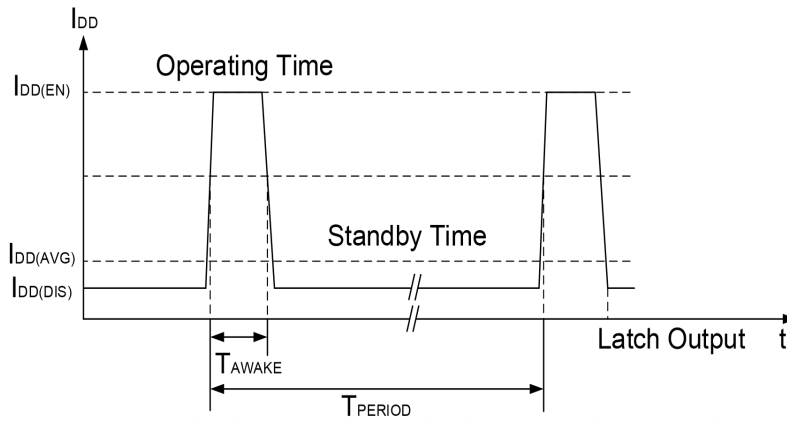 IDD
Operating Time
IDD(EN)
Standby Time
IDD(AVG)
IDD(DIS)
Latch Output t
TAWAKE
TPERIOD